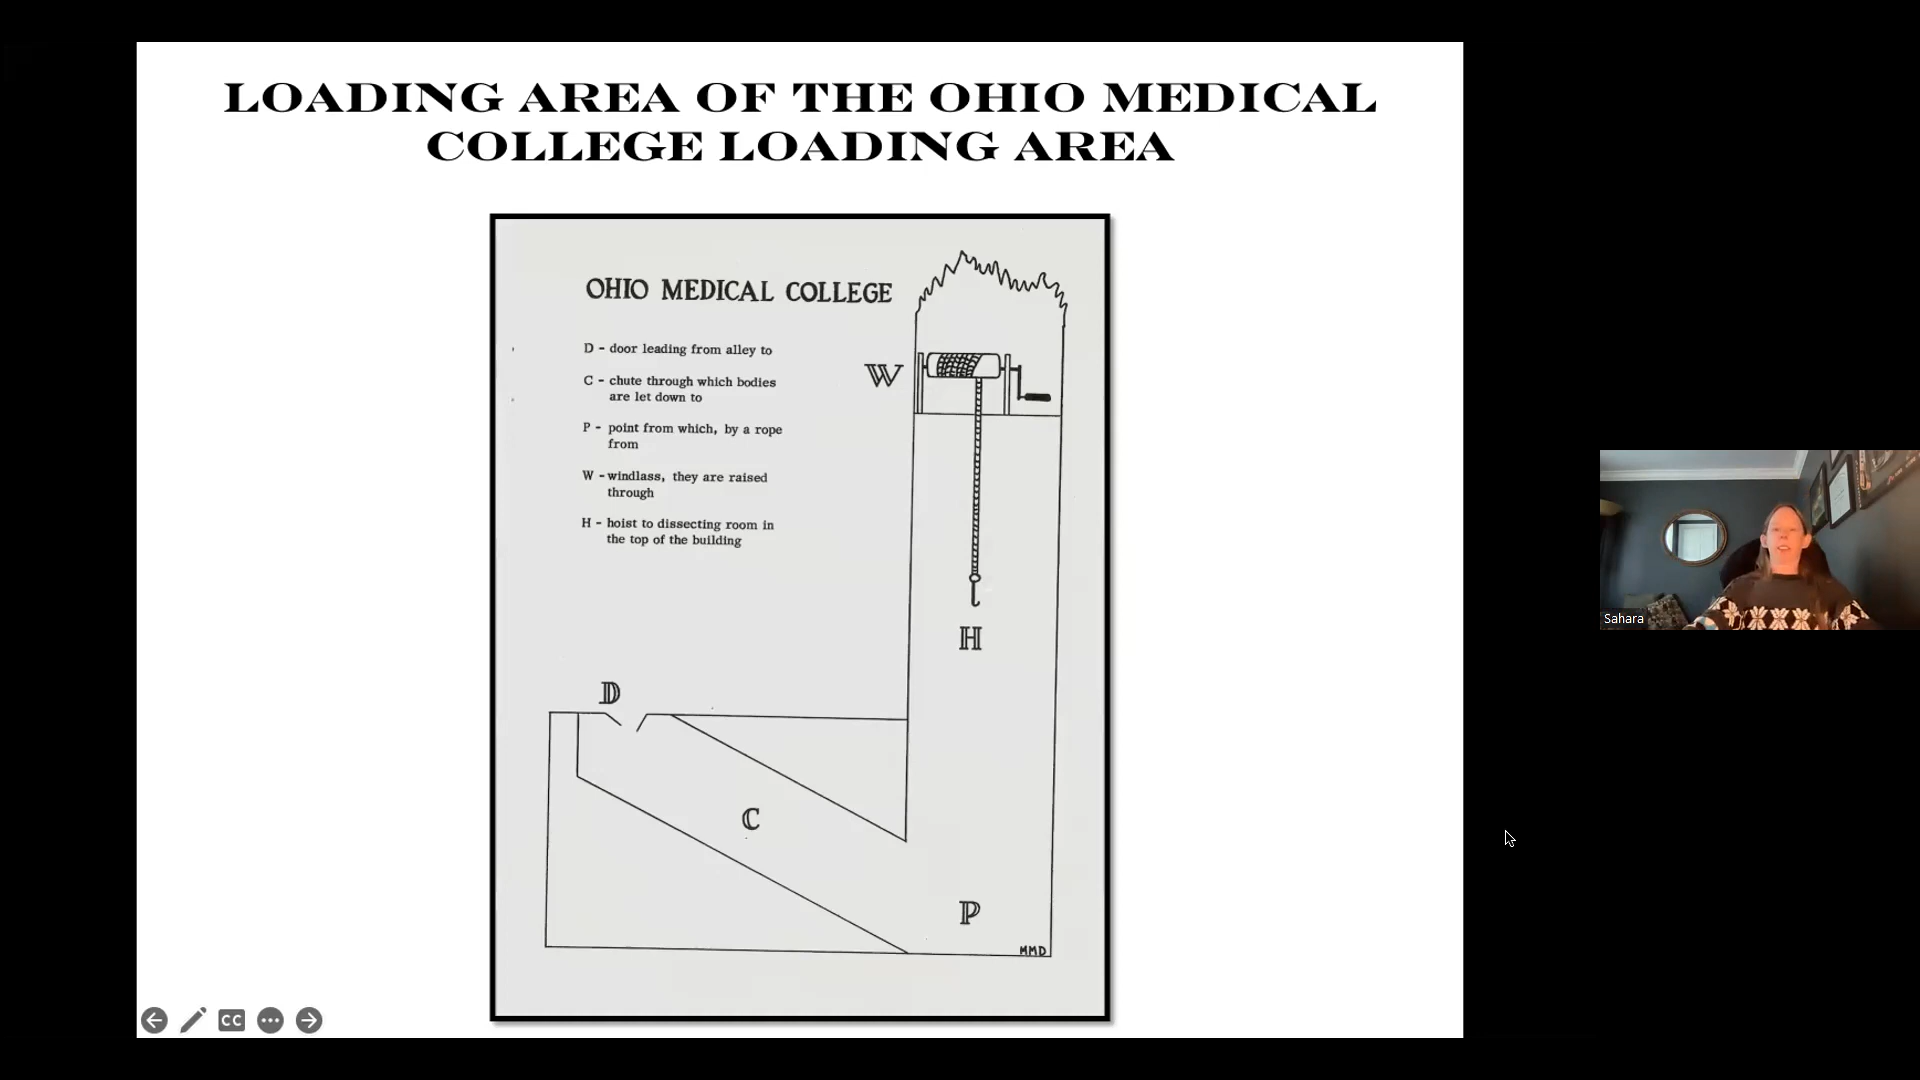 LOADING AREA OF THE OHIO MEDICAL
COLLEGE LOADING AREA
OHIO MEDICAL COLLEGE
D - door leading from alley to
C - chute through which bodies
are let down to
P - point from which, by a rope
from
W - windlass, they are raised
through
H - hoist to dissecting room in
the top of the building
W
H
D
C
P
MMD
CC
Sahara